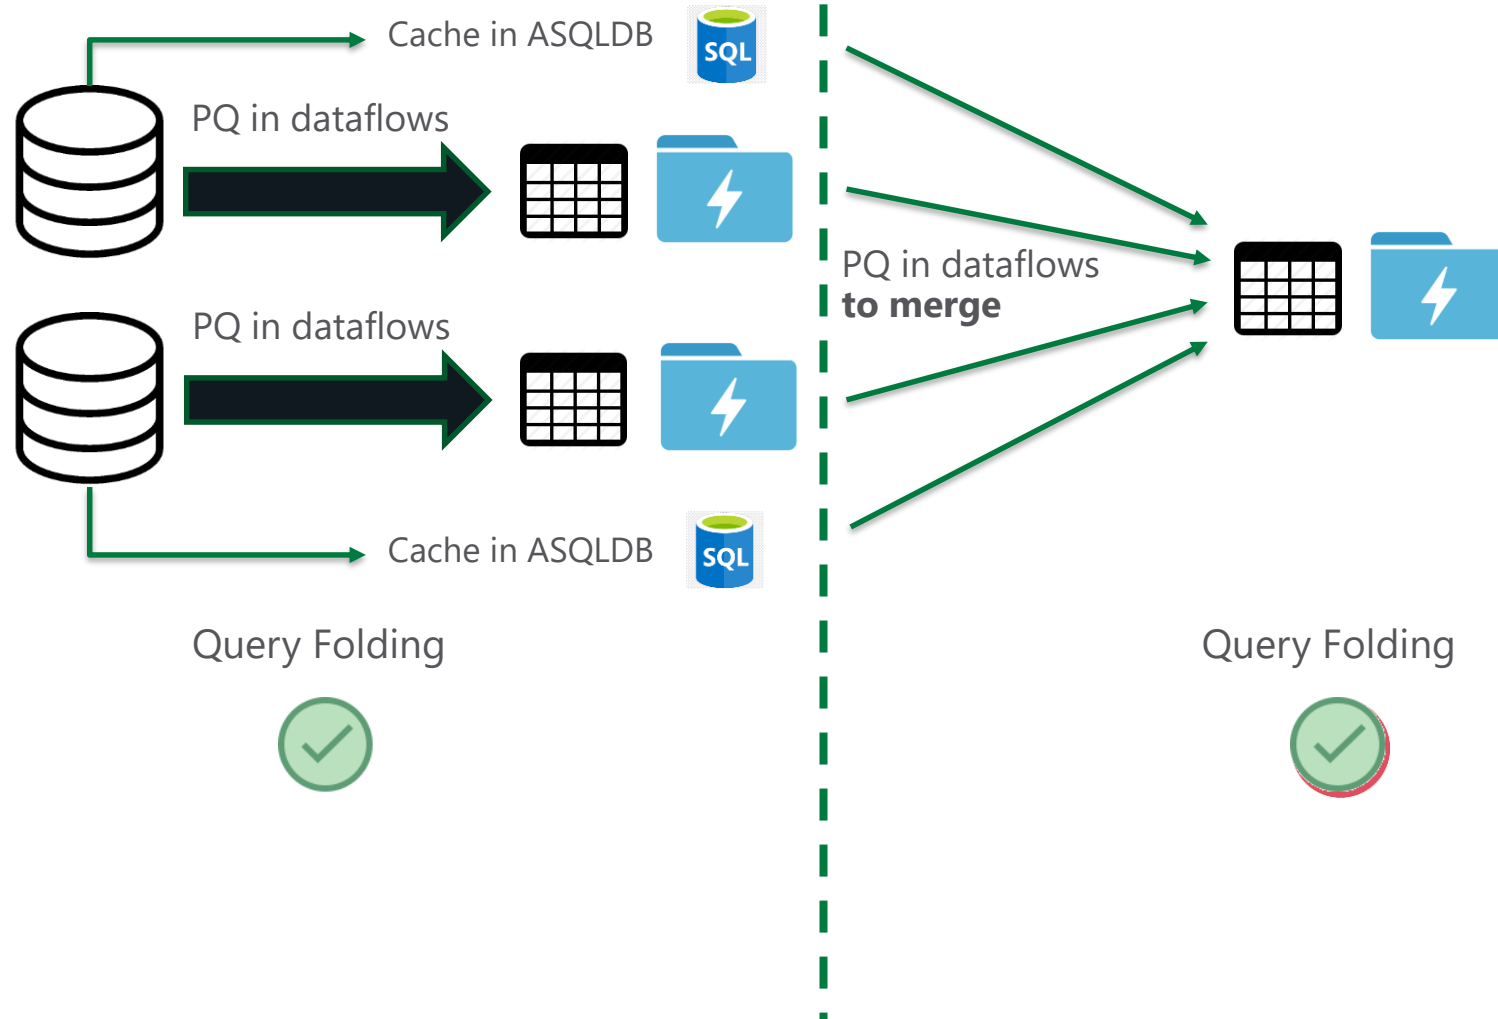 Cache in ASQLDB
SQL
PQ in dataflows
PQ in dataflows
to merge
PQ in dataflows
Cache in ASQLDB
SQL
Query Folding
Query Folding